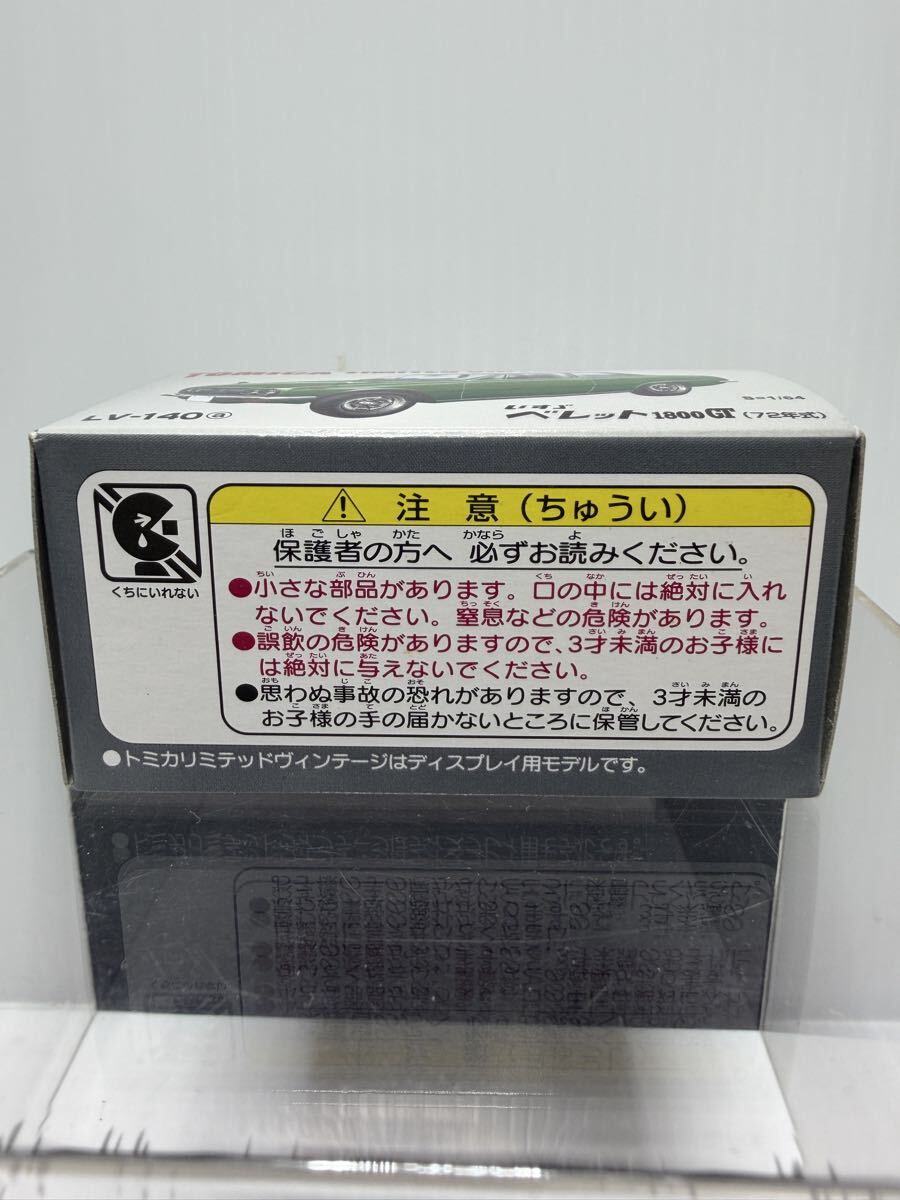 TOMICA
LV-140 a
S=1/64
いすゞ
ベレット 1800GT (72年式)
くちにいれない
注 意 (ちゅうい)
保護者の方へ 必ずお読みください。
●小さな部品があります。口の中には絶対に入れ
ないでください。窒息などの危険があります。
●誤飲の危険がありますので、3才未満のお子様に
は絶対に与えないでください。
●思わぬ事故の恐れがありますので、3才未満の
お子様の手の届かないところに保管してください。
●トミカリミテッドヴィンテージはディスプレイ用モデルです。